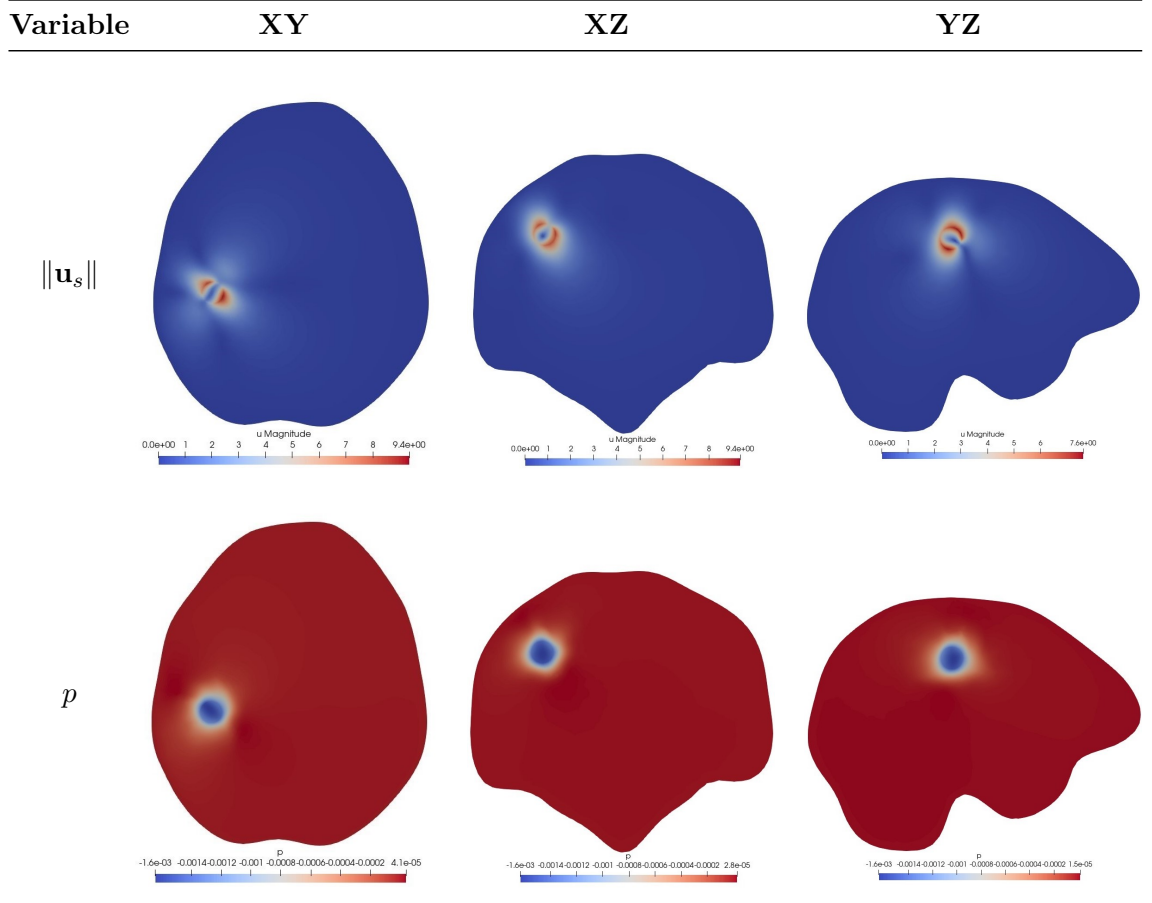 Variable XY XZ YZ
‖u_s‖
u Magnitude
0.0e+00 1 2 3 4 5 6 7 8 9.4e+00
u Magnitude
0.0e+00 1 2 3 4 5 6 7 8 9.4e+00
u Magnitude
0.0e+00 1 2 3 4 5 6 7.6e+00
p
p
-1.6e-03 -0.0014 -0.0012 -0.001 -0.0008 -0.0006 -0.0004 -0.0002 4.1e-05
p
-1.6e-03 -0.0014 -0.0012 -0.001 -0.0008 -0.0006 -0.0004 -0.0002 2.8e-05
p
-1.6e-03 -0.0014 -0.0012 -0.001 -0.0008 -0.0006 -0.0004 -0.0002 1.5e-05